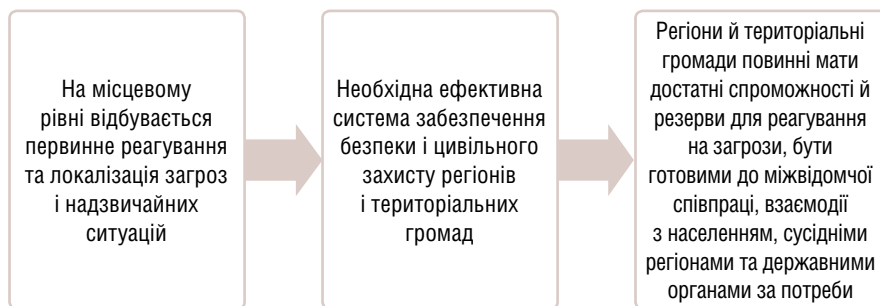 На місцевому
рівні відбувається
первинне реагування
та локалізація загроз
і надзвичайних
ситуацій
Необхідна ефективна
система забезпечення
безпеки і цивільного
захисту регіонів
і територіальних
громад
Регіони й територіальні
громади повинні мати
достатні спроможності й
резерви для реагування
на загрози, бути
готовими до міжвідомчої
співпраці, взаємодії
з населенням, сусідніми
регіонами та державними
органами за потреби